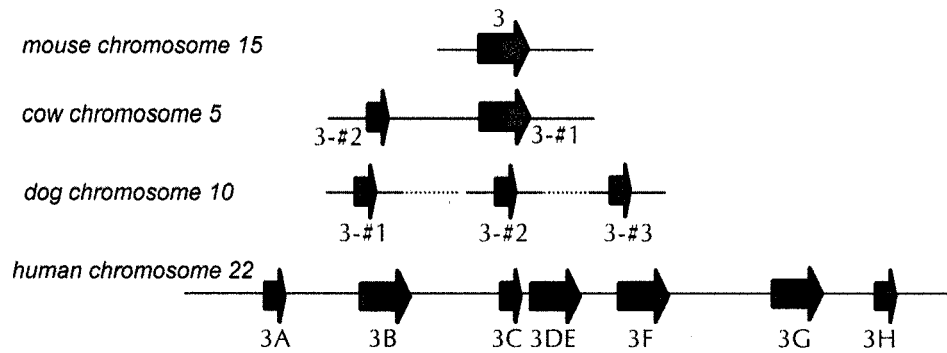 3
mouse chromosome 15
cow chromosome 5
3-#2 3-#1
dog chromosome 10
3-#1 3-#2 3-#3
human chromosome 22
3A 3B 3C 3DE 3F 3G 3H